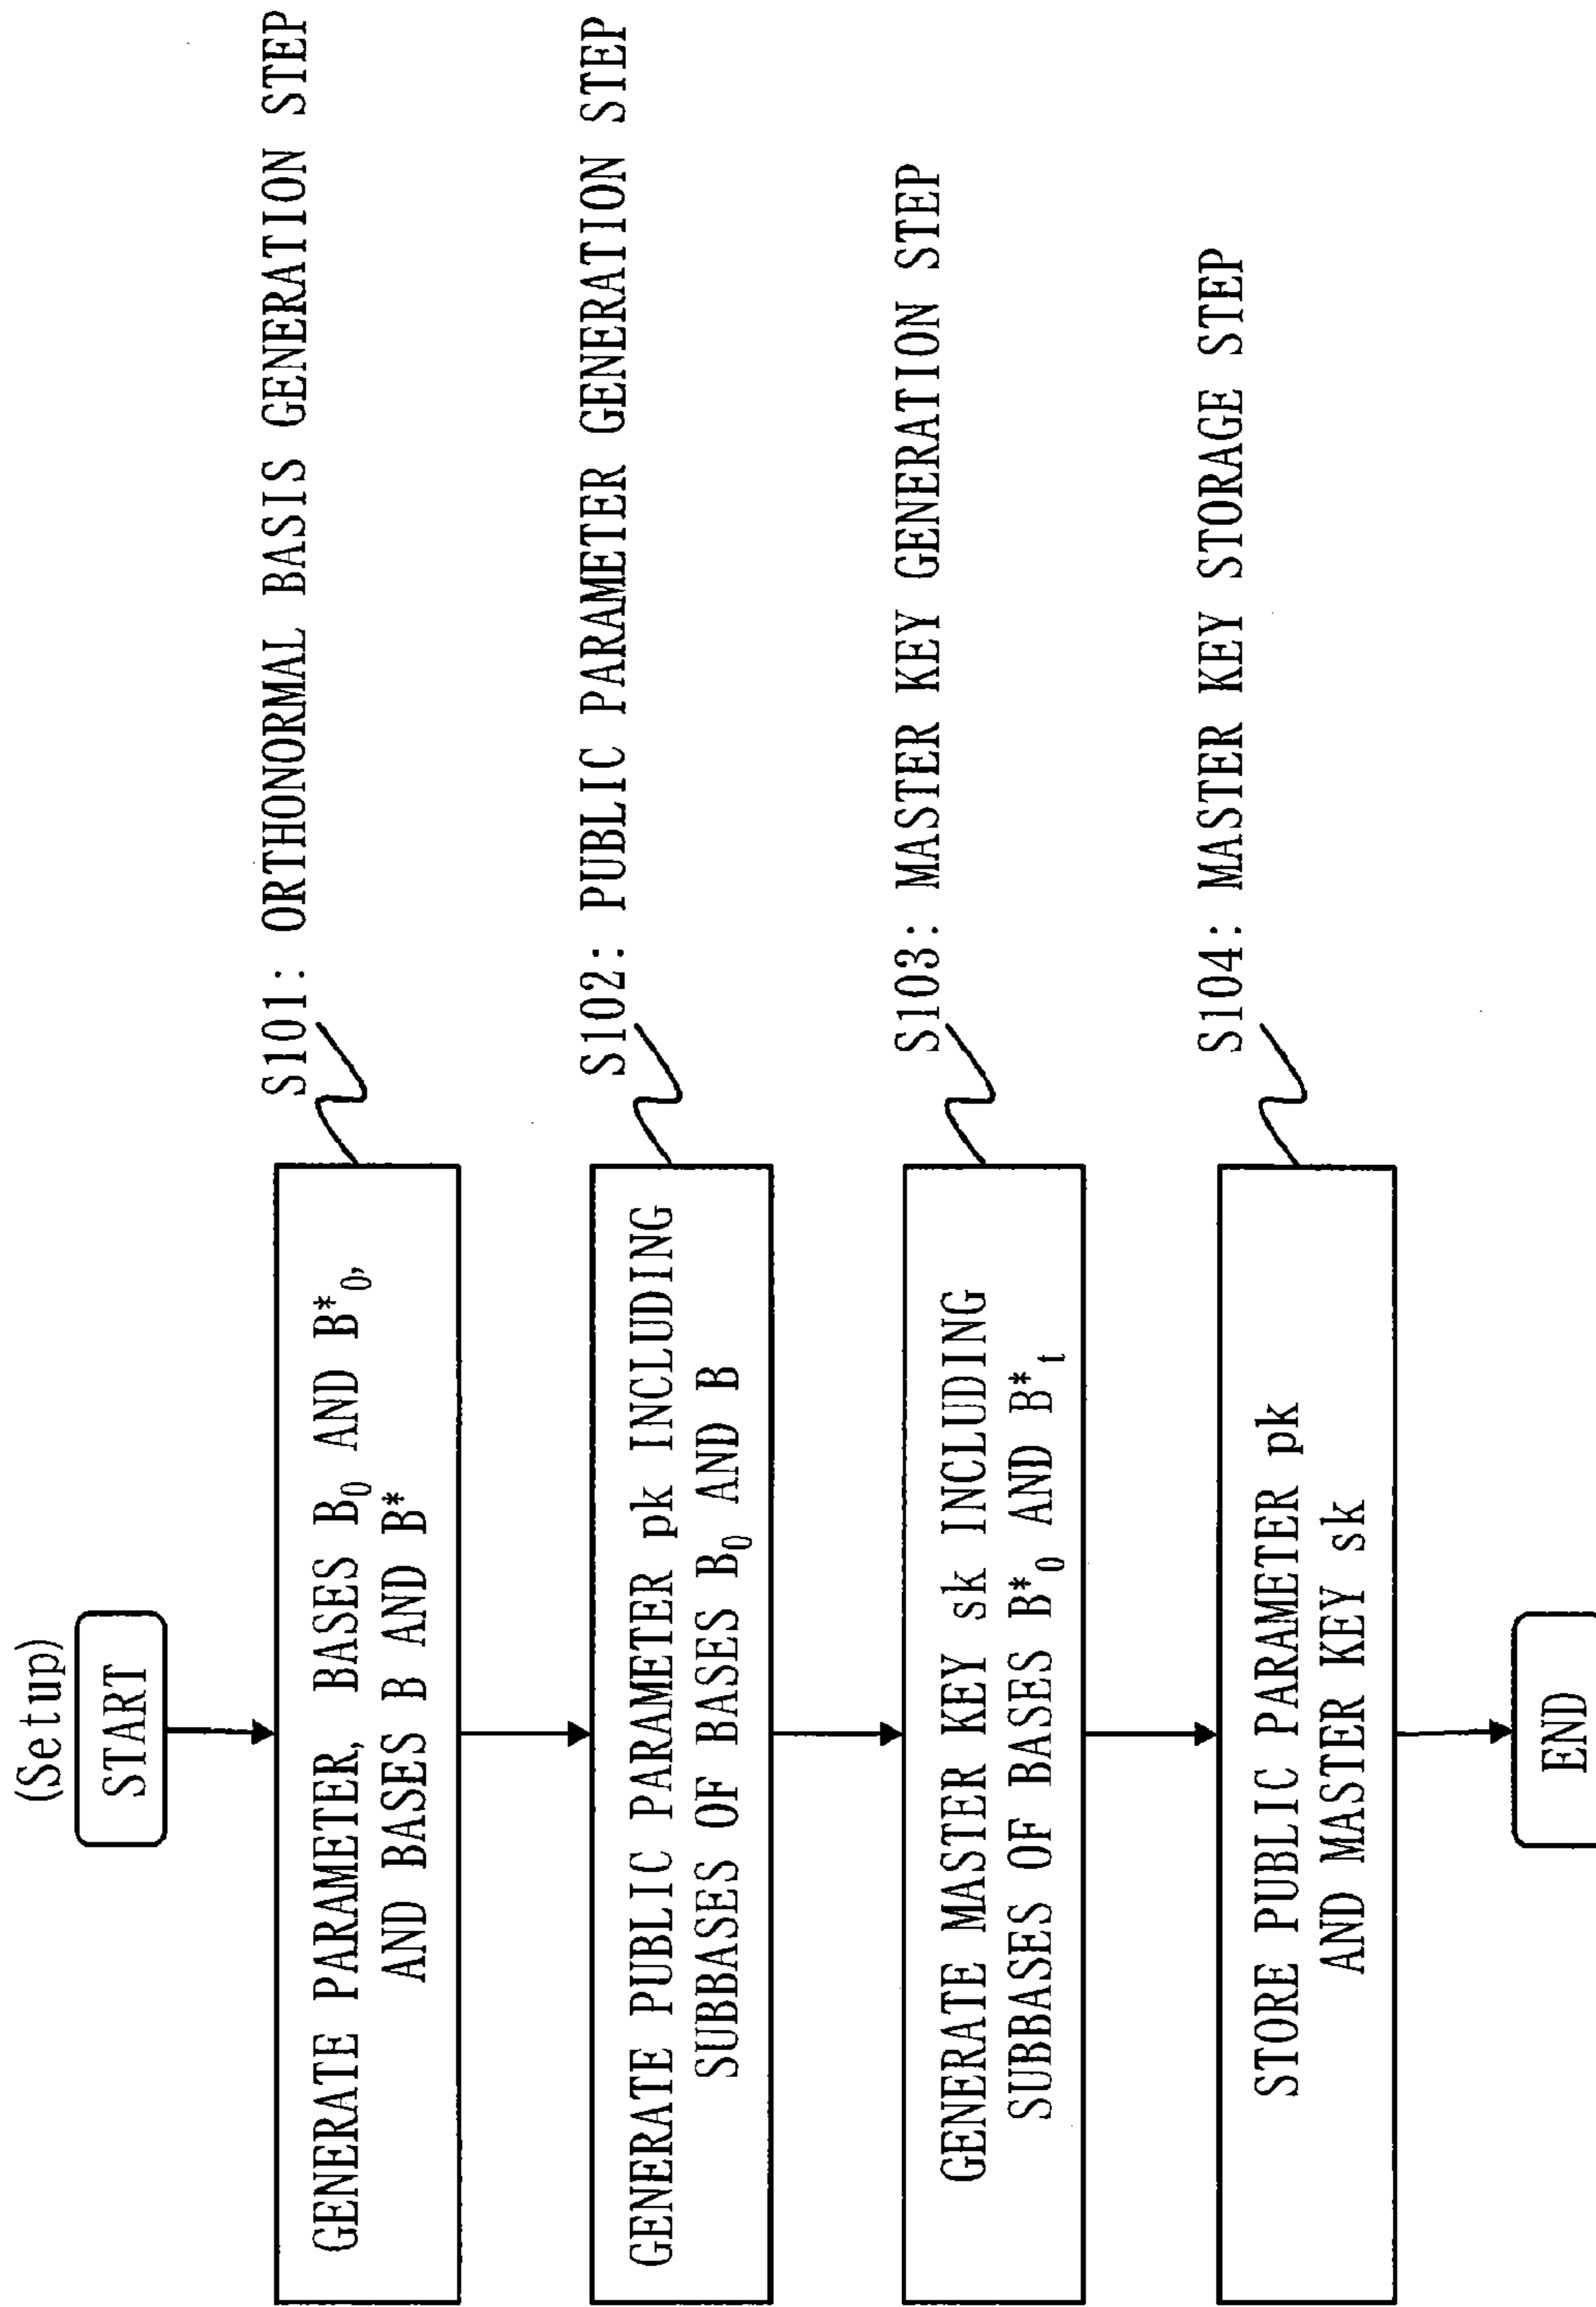 (Setup)
START
S101: ORTHONORMAL BASIS GENERATION STEP
GENERATE PARAMETER, BASES B₀ AND B*₀,
AND BASES B AND B*
S102: PUBLIC PARAMETER GENERATION STEP
GENERATE PUBLIC PARAMETER pk INCLUDING
SUBBASES OF BASES B₀ AND B
S103: MASTER KEY GENERATION STEP
GENERATE MASTER KEY sk INCLUDING
SUBBASES OF BASES B*₀ AND B*ₜ
S104: MASTER KEY STORAGE STEP
STORE PUBLIC PARAMETER pk
AND MASTER KEY sk
END